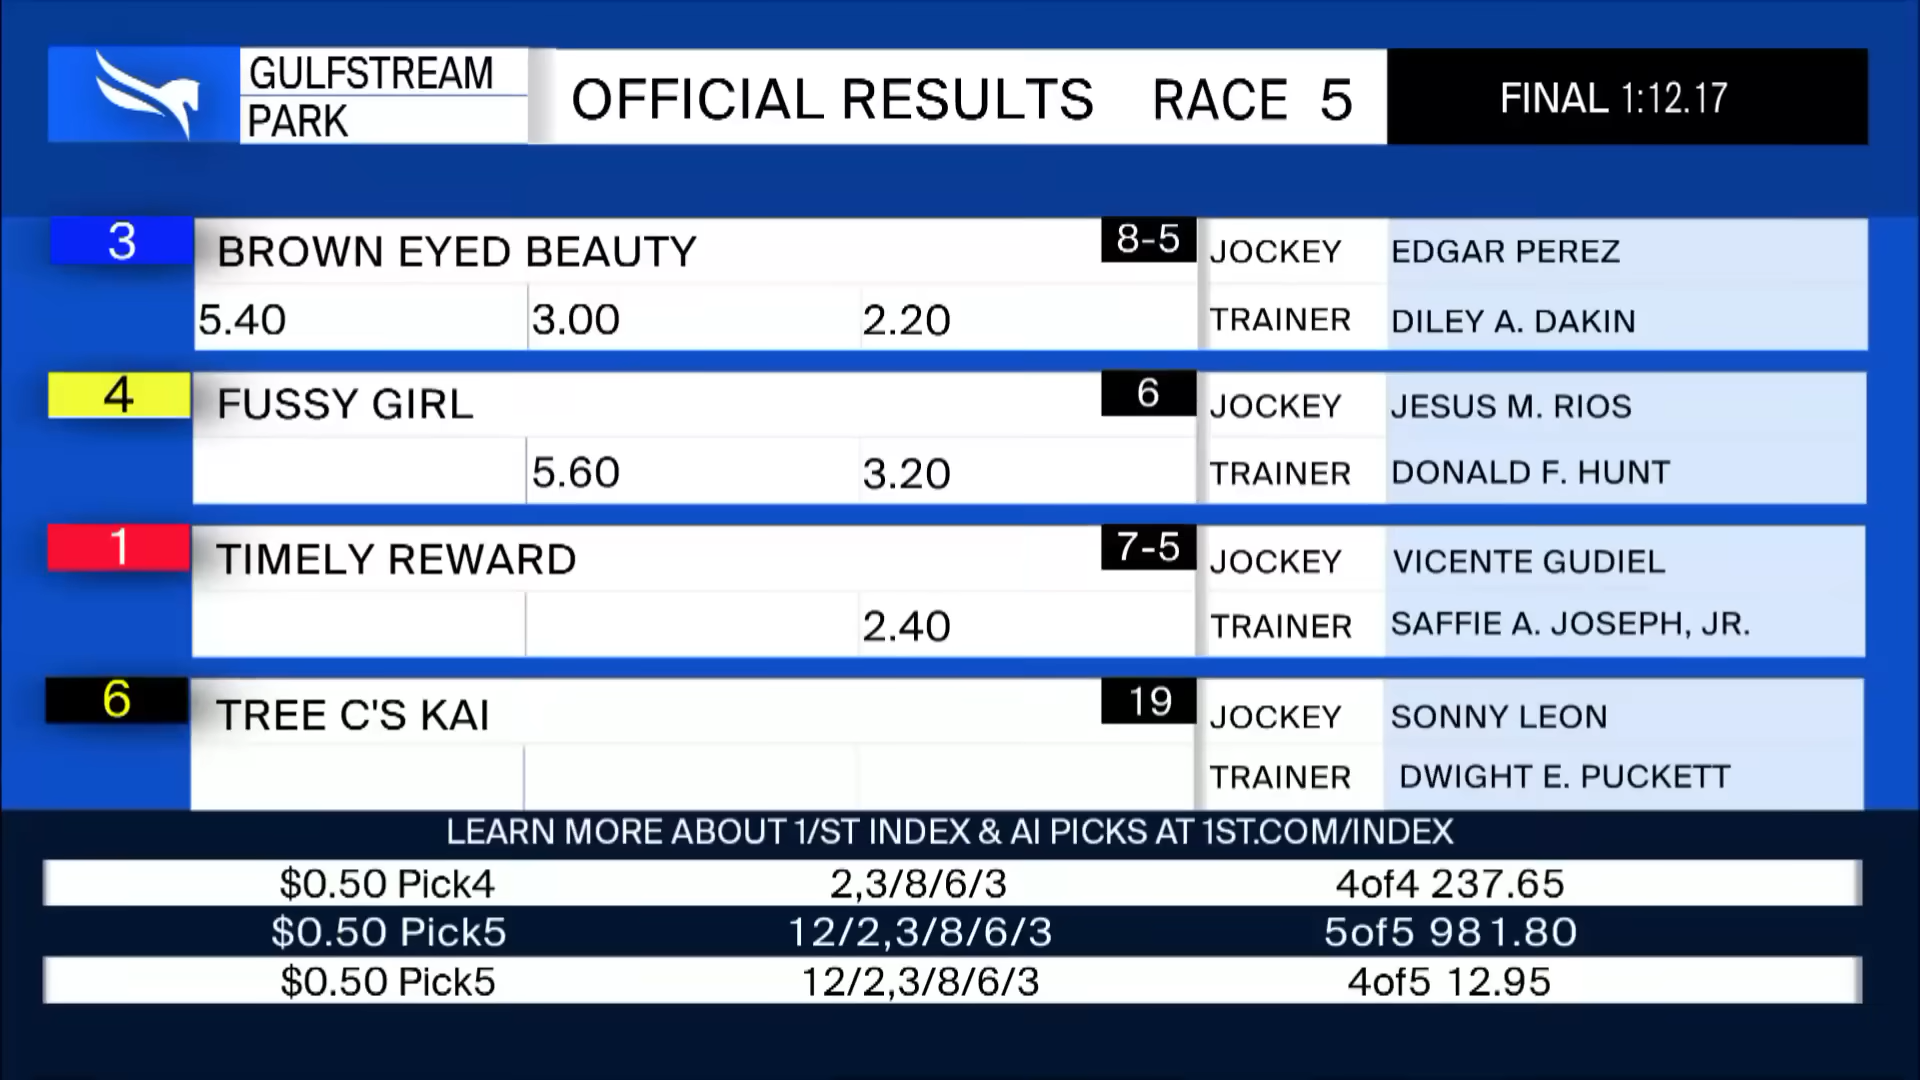 GULFSTREAM
PARK
OFFICIAL RESULTS RACE 5
FINAL 1:12.17
3 BROWN EYED BEAUTY 8-5 JOCKEY EDGAR PEREZ
5.40 3.00 2.20 TRAINER DILEY A. DAKIN
4 FUSSY GIRL 6 JOCKEY JESUS M. RIOS
5.60 3.20 TRAINER DONALD F. HUNT
1 TIMELY REWARD 7-5 JOCKEY VICENTE GUDIEL
2.40 TRAINER SAFFIE A. JOSEPH, JR.
6 TREE C'S KAI 19 JOCKEY SONNY LEON
TRAINER DWIGHT E. PUCKETT
LEARN MORE ABOUT 1/ST INDEX & AI PICKS AT 1ST.COM/INDEX
$0.50 Pick4 2,3/8/6/3 4of4 237.65
$0.50 Pick5 12/2,3/8/6/3 5of5 981.80
$0.50 Pick5 12/2,3/8/6/3 4of5 12.95